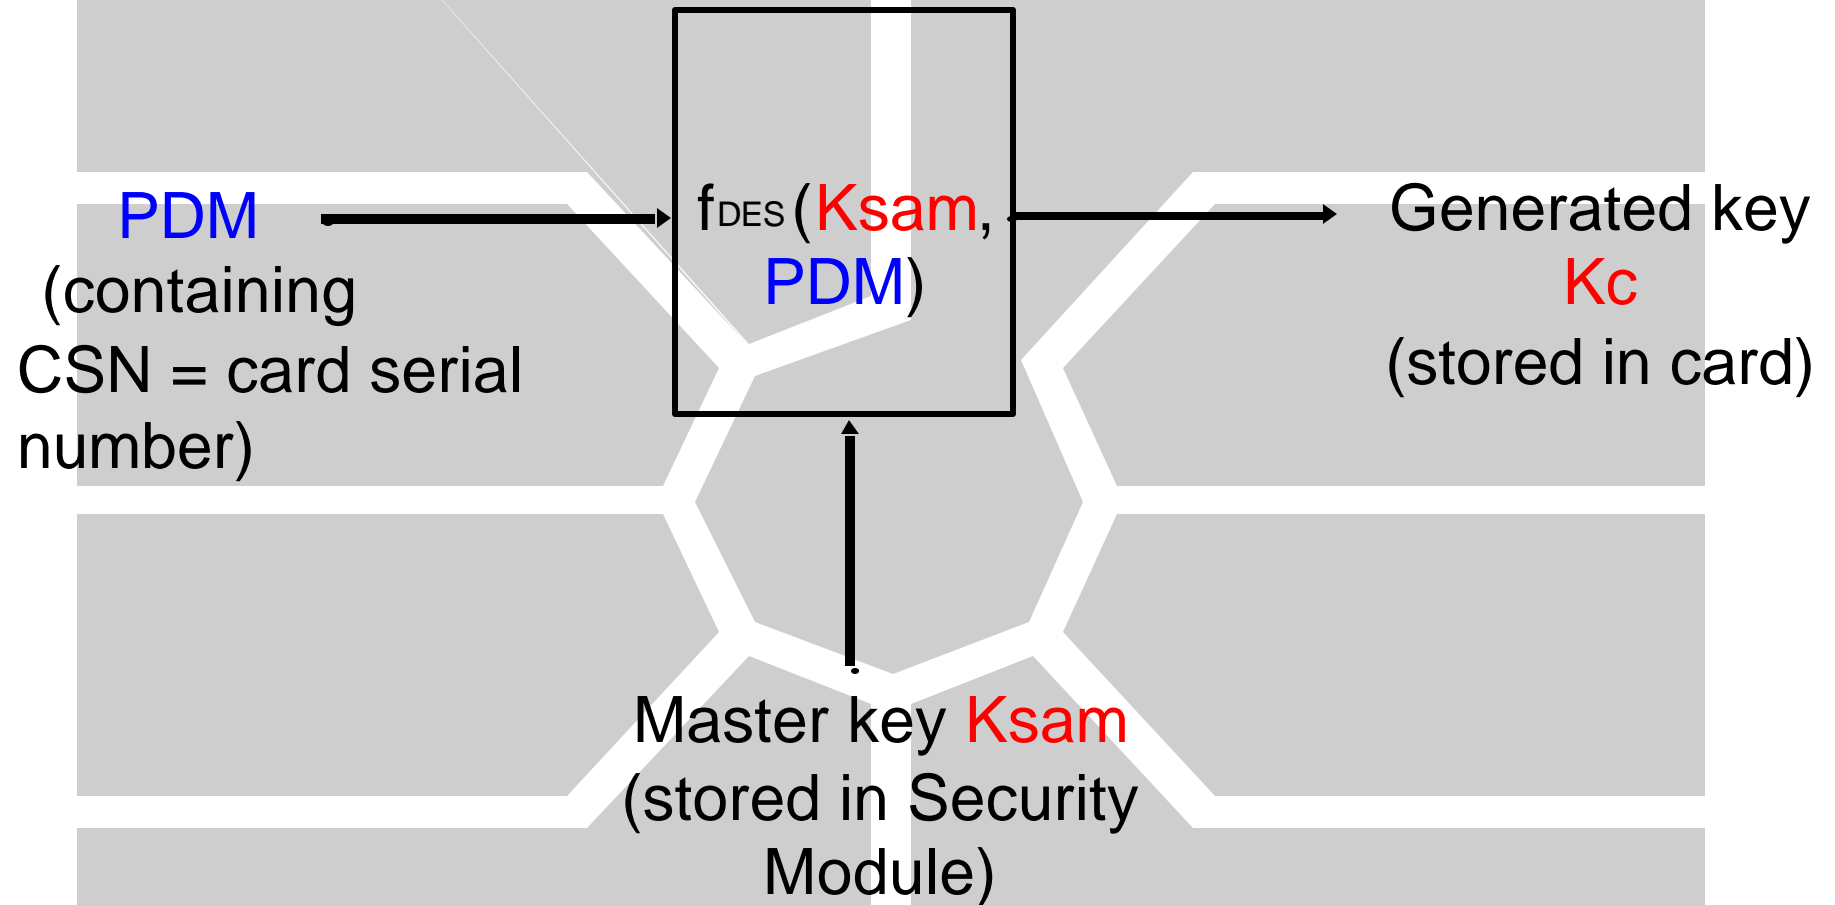 PDM
(containing
CSN = card serial
number)
fDES (Ksam,
PDM)
Generated key
Kc
(stored in card)
Master key Ksam
(stored in Security
Module)